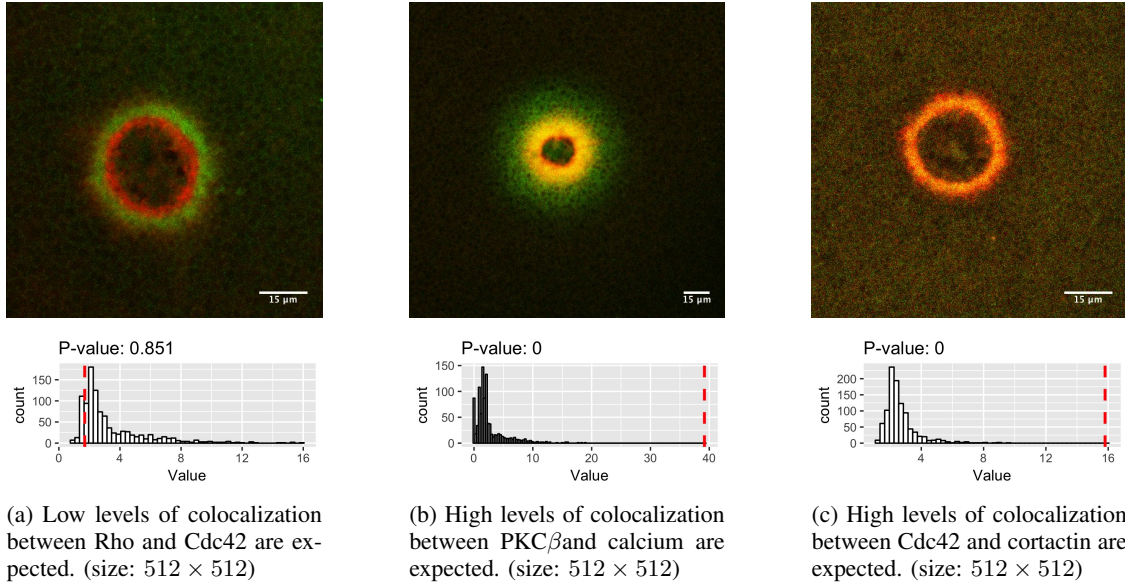 15 μm
15 μm
15 μm
P-value: 0.851
150
100
50
0
count
0
4
8
12
16
Value
P-value: 0
150
100
50
0
count
0
10
20
30
40
Value
P-value: 0
200
150
100
50
0
count
4
8
12
16
Value
(a) Low levels of colocalization
between Rho and Cdc42 are ex-
pected. (size: 512 × 512)
(b) High levels of colocalization
between PKCβand calcium are
expected. (size: 512 × 512)
(c) High levels of colocalization
between Cdc42 and cortactin are
expected. (size: 512 × 512)